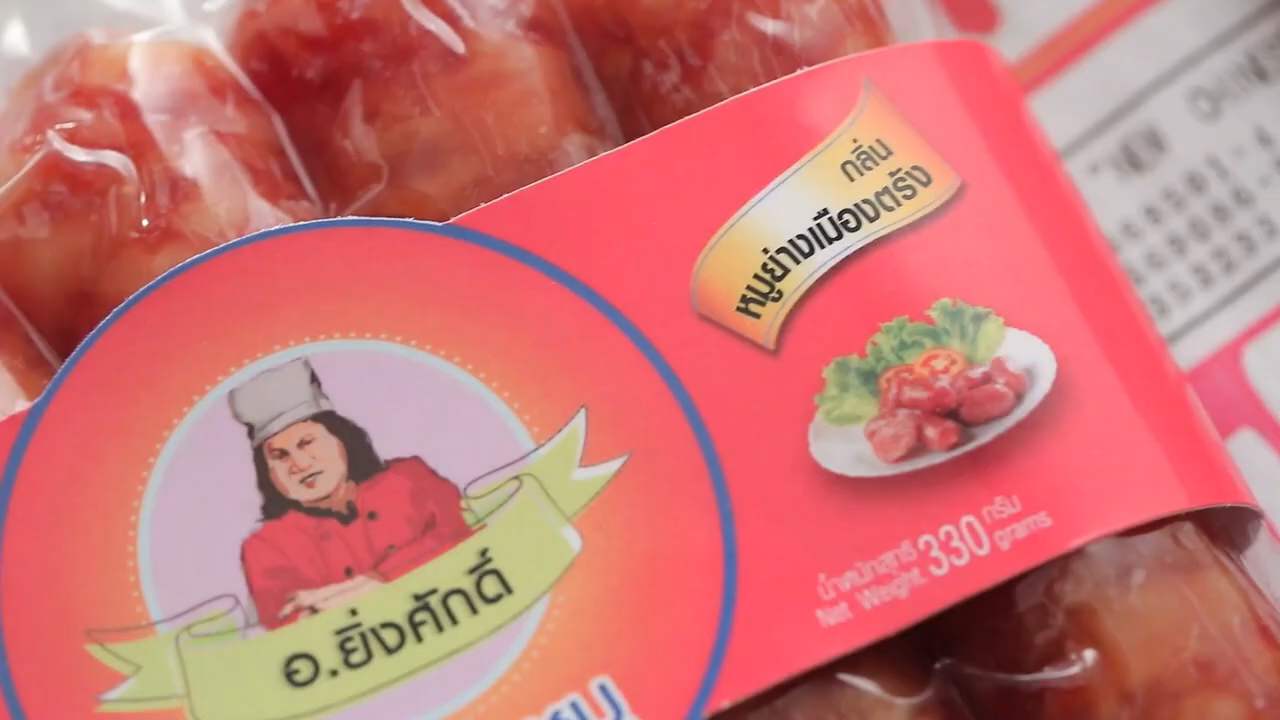 กลิ่น
หมูย่างเมืองตรัง
น้ำหนักสุทธิ 330 กรัม
Net Weight grams
อ.ยิ่งศักดิ์